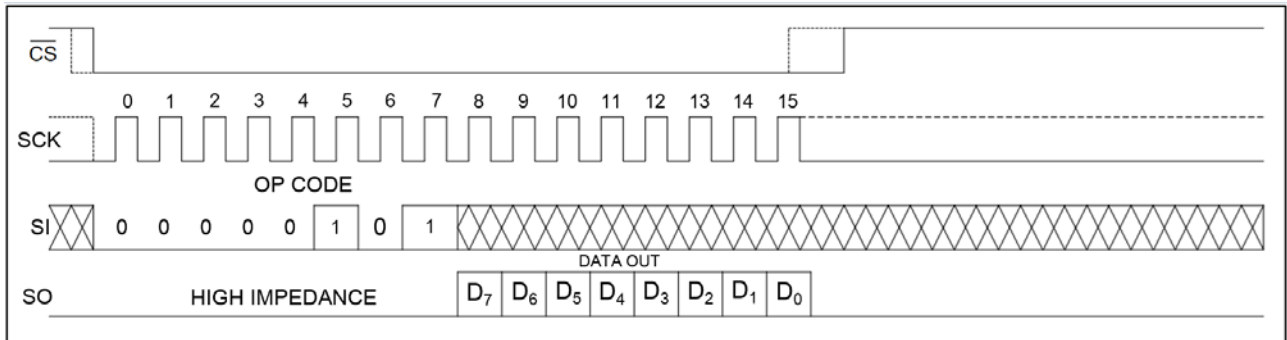 CS
0 1 2 3 4 5 6 7 8 9 10 11 12 13 14 15
SCK
OP CODE
SI 0 0 0 0 0 1 0 1
DATA OUT
SO HIGH IMPEDANCE D7 D6 D5 D4 D3 D2 D1 D0